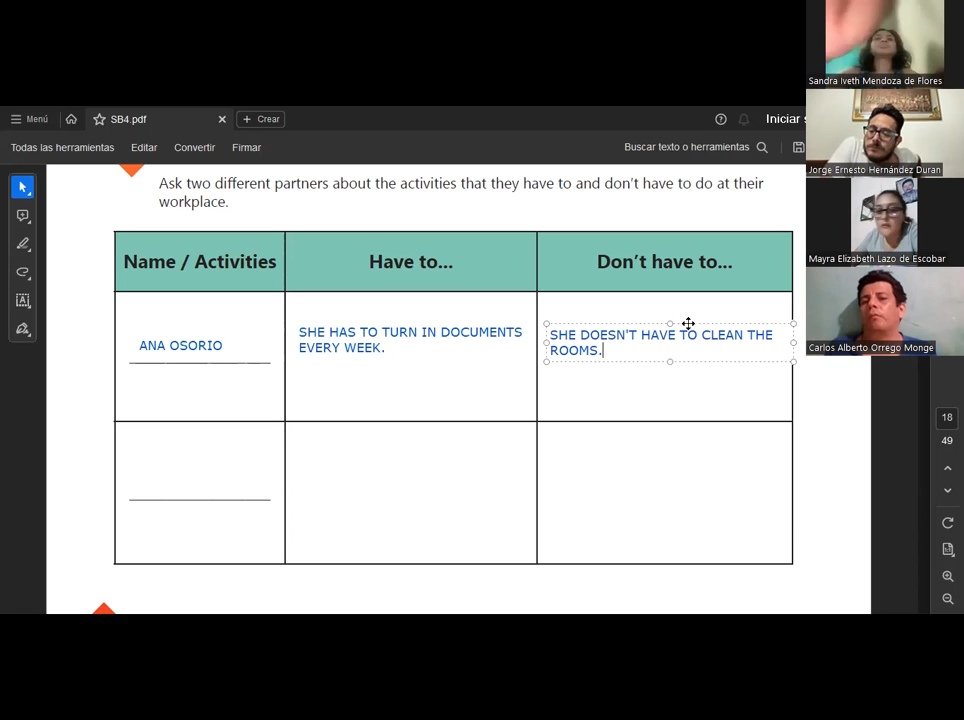 Sandra Iveth Mendoza de Flores
Menú
SB4.pdf
Crear
Iniciar s
Todas las herramientas
Editar
Convertir
Firmar
Buscar texto o herramientas
Jorge Ernesto Hernández Duran
Ask two different partners about the activities that they have to and don’t have to do at their
workplace.
Name / Activities
Have to...
Don’t have to...
Mayra Elizabeth Lazo de Escobar
ANA OSORIO
SHE HAS TO TURN IN DOCUMENTS
EVERY WEEK.
SHE DOESN'T HAVE TO CLEAN THE
ROOMS.
Carlos Alberto Orrego Monge
18
49